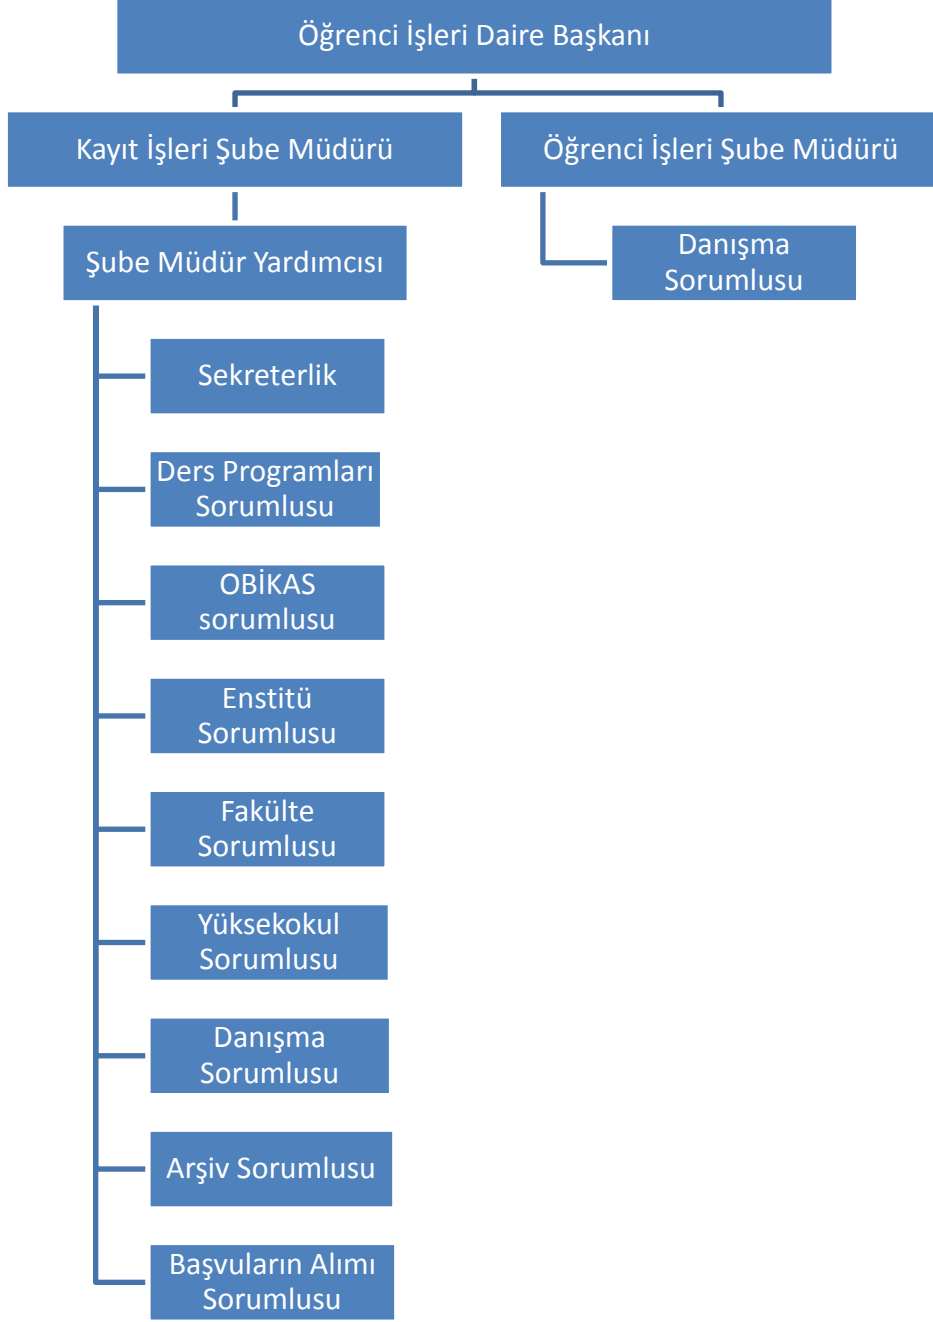 Öğrenci İşleri Daire Başkanı
Kayıt İşleri Şube Müdürü
Öğrenci İşleri Şube Müdürü
Şube Müdür Yardımcısı
Danışma
Sorumlusu
Sekreterlik
Ders Programları
Sorumlusu
OBİKAS
sorumlusu
Enstitü
Sorumlusu
Fakülte
Sorumlusu
Yüksekokul
Sorumlusu
Danışma
Sorumlusu
Arşiv Sorumlusu
Başvuların Alımı
Sorumlusu